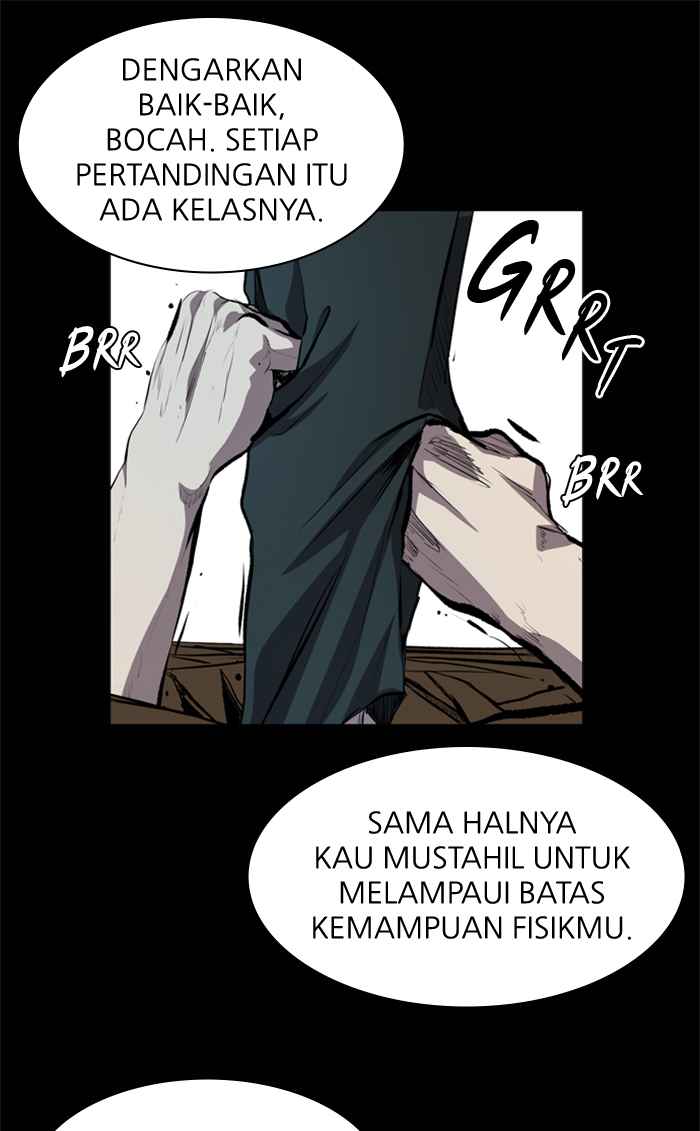 DENGARKAN
BAIK-BAIK,
BOCAH. SETIAP
PERTANDINGAN ITU
ADA KELASNYA.
GRRT
BRR
BRR
SAMA HALNYA
KAU MUSTAHIL UNTUK
MELAMPAUI BATAS
KEMAMPUAN FISIKMU.